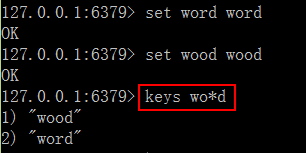 127.0.0.1:6379> set word word
OK
127.0.0.1:6379> set wood wood
OK
127.0.0.1:6379> keys wo*d
1) "wood"
2) "word"